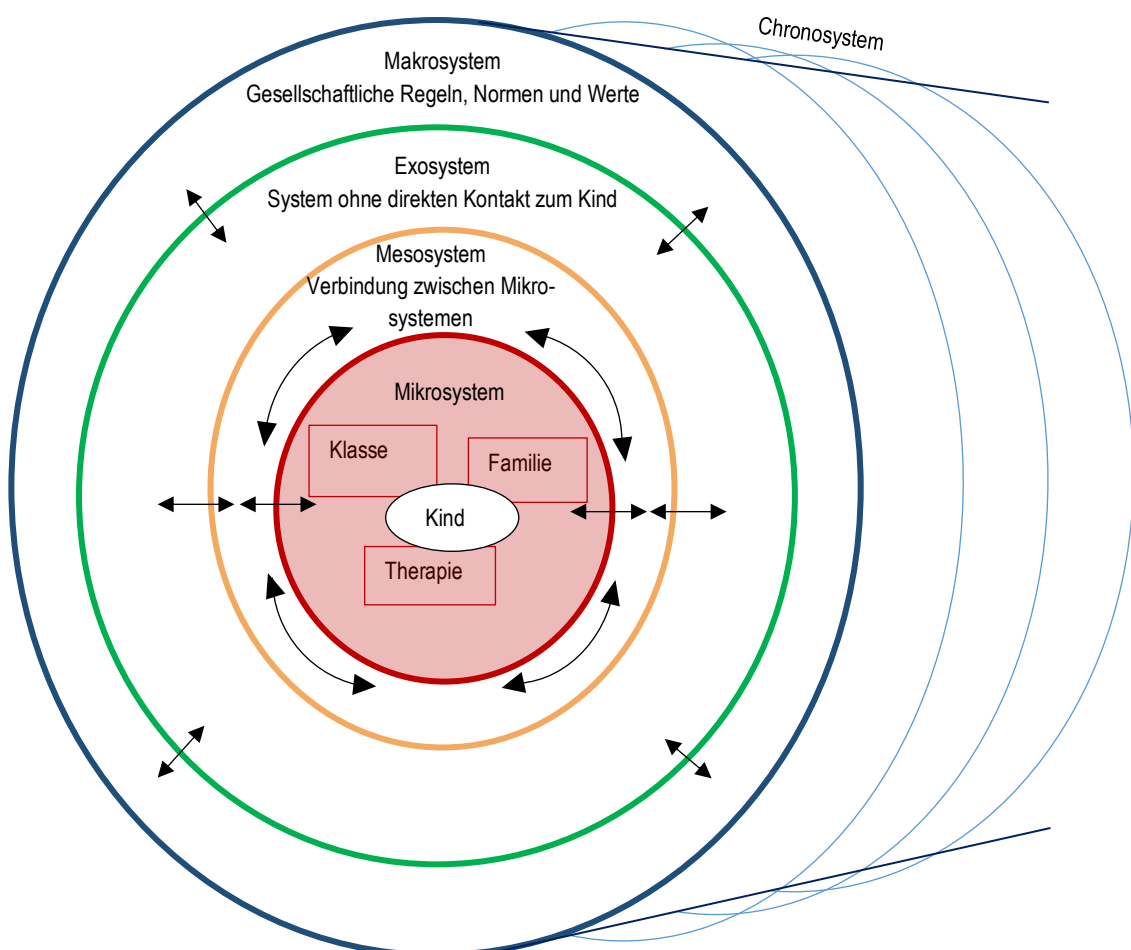 Chronosystem
Makrosystem
Gesellschaftliche Regeln, Normen und Werte
Exosystem
System ohne direkten Kontakt zum Kind
Mesosystem
Verbindung zwischen Mikro-
systemen
Mikrosystem
Klasse
Familie
Kind
Therapie